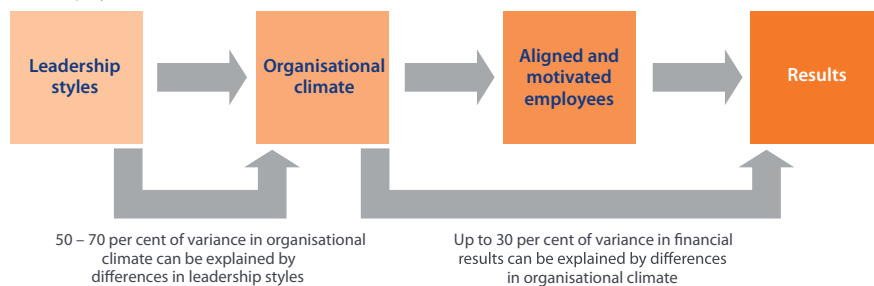 Leadership
styles
Organisational
climate
Aligned and
motivated
employees
Results
50 – 70 per cent of variance in organisational
climate can be explained by
differences in leadership styles
Up to 30 per cent of variance in financial
results can be explained by differences
in organisational climate